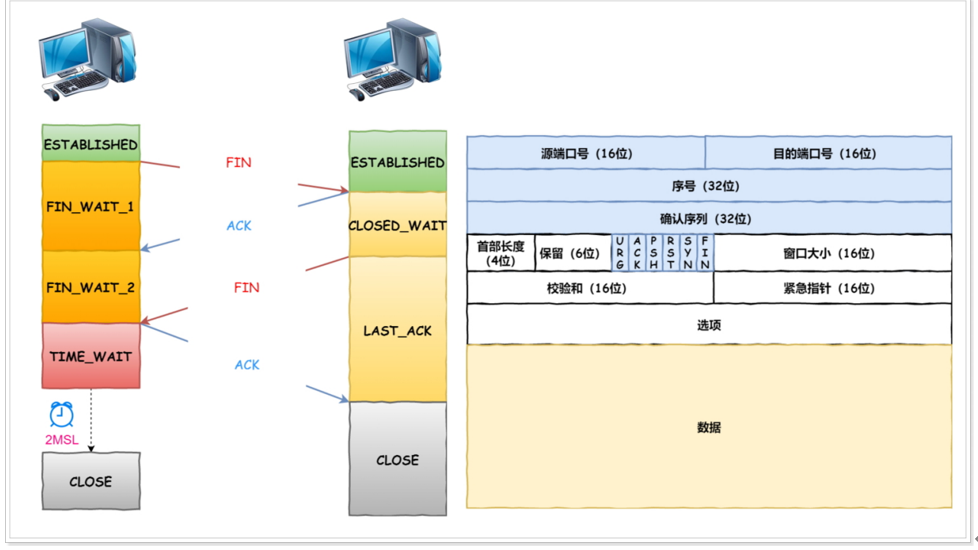 ESTABLISHED
FIN_WAIT_1
FIN_WAIT_2
TIME_WAIT
2MSL
CLOSE
FIN
ACK
FIN
ACK
ESTABLISHED
CLOSED_WAIT
LAST_ACK
CLOSE
源端口号（16位）
目的端口号（16位）
序号（32位）
确认序列（32位）
首部长度
（4位）
保留（6位）
URG
ACK
PSH
RST
SYN
FIN
窗口大小（16位）
校验和（16位）
紧急指针（16位）
选项
数据